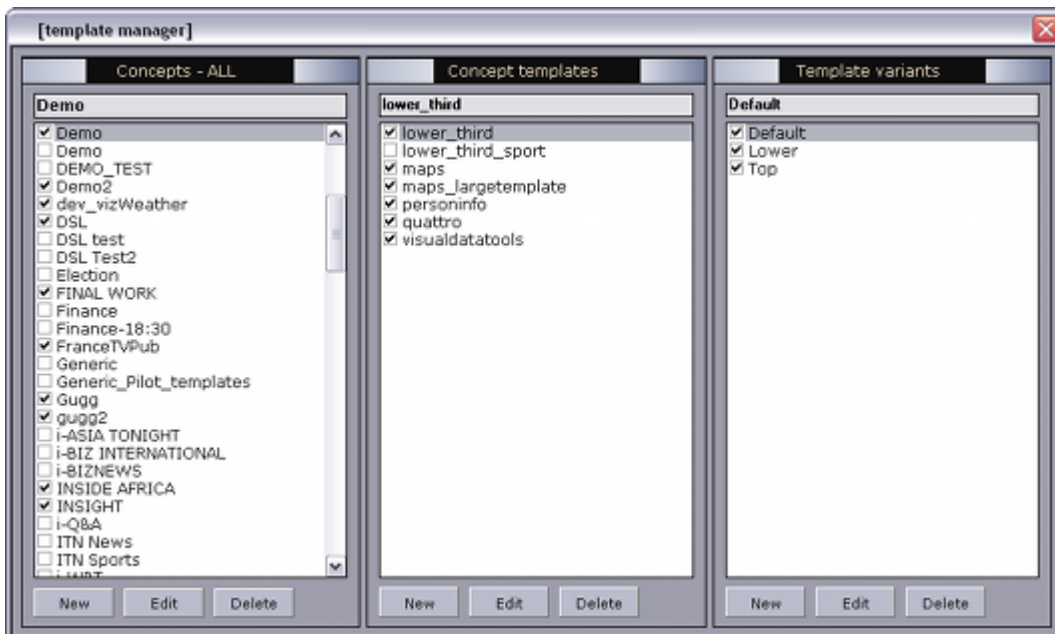 [template manager]
Concepts - ALL
Demo
Demo
Demo
DEMO_TEST
Demo2
dev_vizWeather
DSL
DSL test
DSL Test2
Election
FINAL WORK
Finance
Finance-18:30
FranceTVPub
Generic
Generic_Pilot_templates
Gugg
gugg2
i-ASIA TONIGHT
i-BIZ INTERNATIONAL
i-BIZNEWS
INSIDE AFRICA
INSIGHT
i-Q&A
ITN News
ITN Sports
New Edit Delete
Concept templates
lower_third
lower_third
lower_third_sport
maps
maps_largetemplate
personinfo
quattro
visualdatatools
New Edit Delete
Template variants
Default
Default
Lower
Top
New Edit Delete